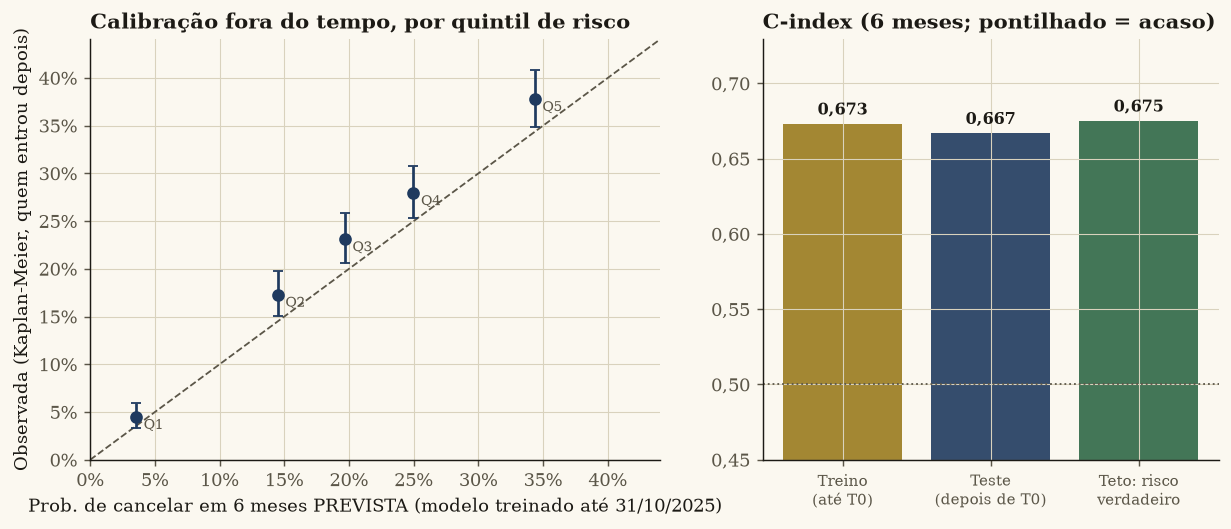 Calibração fora do tempo, por quintil de risco
Observada (Kaplan-Meier, quem entrou depois)
40%
35%
30%
25%
20%
15%
10%
5%
0%
Q1
Q2
Q3
Q4
Q5
0% 5% 10% 15% 20% 25% 30% 35% 40%
Prob. de cancelar em 6 meses PREVISTA (modelo treinado até 31/10/2025)
C-index (6 meses; pontilhado = acaso)
0,70
0,65
0,60
0,55
0,50
0.45
0,673
0,667
0,675
Treino
(até T0)
Teste
(depois de T0)
Teto: risco
verdadeiro